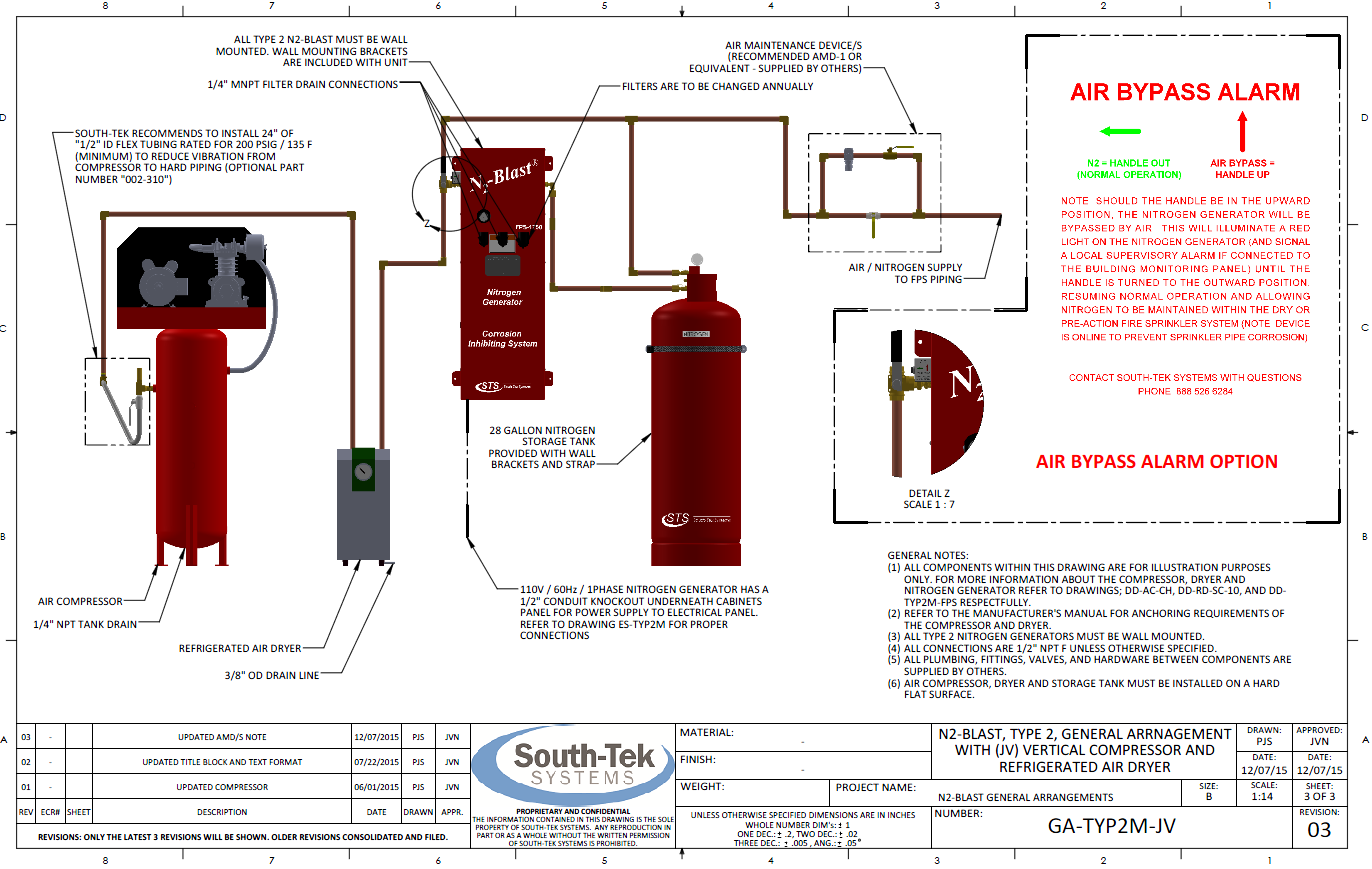 8 7 6 5 4 3 2 1
D
C
B
A
ALL TYPE 2 N2-BLAST MUST BE WALL
MOUNTED. WALL MOUNTING BRACKETS
ARE INCLUDED WITH UNIT
1/4" MNPT FILTER DRAIN CONNECTIONS
AIR MAINTENANCE DEVICE/S
(RECOMMENDED AMD-1 OR
EQUIVALENT - SUPPLIED BY OTHERS)
FILTERS ARE TO BE CHANGED ANNUALLY
SOUTH-TEK RECOMMENDS TO INSTALL 24" OF
"1/2" ID FLEX TUBING RATED FOR 200 PSIG / 135 F
(MINIMUM) TO REDUCE VIBRATION FROM
COMPRESSOR TO HARD PIPING (OPTIONAL PART
NUMBER "002-310")
N2-Blast®
Z
Nitrogen
Generator
Corrosion
Inhibiting System
STS
NITROGEN
STS
AIR / NITROGEN SUPPLY
TO FPS PIPING
28 GALLON NITROGEN
STORAGE TANK
PROVIDED WITH WALL
BRACKETS AND STRAP
AIR COMPRESSOR
1/4" NPT TANK DRAIN
REFRIGERATED AIR DRYER
3/8" OD DRAIN LINE
110V / 60Hz / 1PHASE NITROGEN GENERATOR HAS A
1/2" CONDUIT KNOCKOUT UNDERNEATH CABINETS
PANEL FOR POWER SUPPLY TO ELECTRICAL PANEL.
REFER TO DRAWING ES-TYP2M FOR PROPER
CONNECTIONS
AIR BYPASS ALARM
N2 = HANDLE OUT
(NORMAL OPERATION)
AIR BYPASS =
HANDLE UP
NOTE SHOULD THE HANDLE BE IN THE UPWARD
POSITION, THE NITROGEN GENERATOR WILL BE
BYPASSED BY AIR THIS WILL ILLUMINATE A RED
LIGHT ON THE NITROGEN GENERATOR (AND SIGNAL
A LOCAL SUPERVISORY ALARM IF CONNECTED TO
THE BUILDING MONITORING PANEL) UNTIL THE
HANDLE IS TURNED TO THE OUTWARD POSITION.
RESUMING NORMAL OPERATION AND ALLOWING
NITROGEN TO BE MAINTAINED WITHIN THE DRY OR
PRE-ACTION FIRE SPRINKLER SYSTEM (NOTE DEVICE
IS ONLINE TO PREVENT SPRINKLER PIPE CORROSION)
CONTACT SOUTH-TEK SYSTEMS WITH QUESTIONS
PHONE 888 526 6284
AIR BYPASS ALARM OPTION
N2
DETAIL Z
SCALE 1 : 7
GENERAL NOTES:
(1) ALL COMPONENTS WITHIN THIS DRAWING ARE FOR ILLUSTRATION PURPOSES
ONLY. FOR MORE INFORMATION ABOUT THE COMPRESSOR, DRYER AND
NITROGEN GENERATOR REFER TO DRAWINGS; DD-AC-CH, DD-RD-SC-10, AND DD-
TYP2M-FPS RESPECTFULLY.
(2) REFER TO THE MANUFACTURER'S MANUAL FOR ANCHORING REQUIREMENTS OF
THE COMPRESSOR AND DRYER.
(3) ALL TYPE 2 NITROGEN GENERATORS MUST BE WALL MOUNTED.
(4) ALL CONNECTIONS ARE 1/2" NPT F UNLESS OTHERWISE SPECIFIED.
(5) ALL PLUMBING, FITTINGS, VALVES, AND HARDWARE BETWEEN COMPONENTS ARE
SUPPLIED BY OTHERS.
(6) AIR COMPRESSOR, DRYER AND STORAGE TANK MUST BE INSTALLED ON A HARD
FLAT SURFACE.
03 - UPDATED AMD/S NOTE 12/07/2015 PJS JVN
02 - UPDATED TITLE BLOCK AND TEXT FORMAT 07/22/2015 PJS JVN
01 - UPDATED COMPRESSOR 06/01/2015 PJS JVN
REV ECR# SHEET DESCRIPTION DATE DRAWN APPR.
REVISIONS: ONLY THE LATEST 3 REVISIONS WILL BE SHOWN. OLDER REVISIONS CONSOLIDATED AND FILED.
South-Tek
SYSTEMS
PROPRIETARY AND CONFIDENTIAL
THE INFORMATION CONTAINED IN THIS DRAWING IS THE SOLE
PROPERTY OF SOUTH-TEK SYSTEMS. ANY REPRODUCTION IN
PART OR AS A WHOLE WITHOUT THE WRITTEN PERMISSION
OF SOUTH-TEK SYSTEMS IS PROHIBITED.
MATERIAL:
-
FINISH:
-
WEIGHT:
PROJECT NAME:
N2-BLAST GENERAL ARRANGEMENTS
UNLESS OTHERWISE SPECIFIED DIMENSIONS ARE IN INCHES
WHOLE NUMBER DIM's: ± 1
ONE DEC.: ± .2, TWO DEC.: ± .02
THREE DEC.: ± .005 , ANG.: ± .05°
N2-BLAST, TYPE 2, GENERAL ARRNAGEMENT
WITH (JV) VERTICAL COMPRESSOR AND
REFRIGERATED AIR DRYER
DRAWN:
PJS
APPROVED:
JVN
DATE:
12/07/15
DATE:
12/07/15
SIZE:
B
SCALE:
1:14
SHEET:
3 OF 3
NUMBER:
GA-TYP2M-JV
REVISION:
03
8 7 6 5 4 3 2 1
D
C
B
A